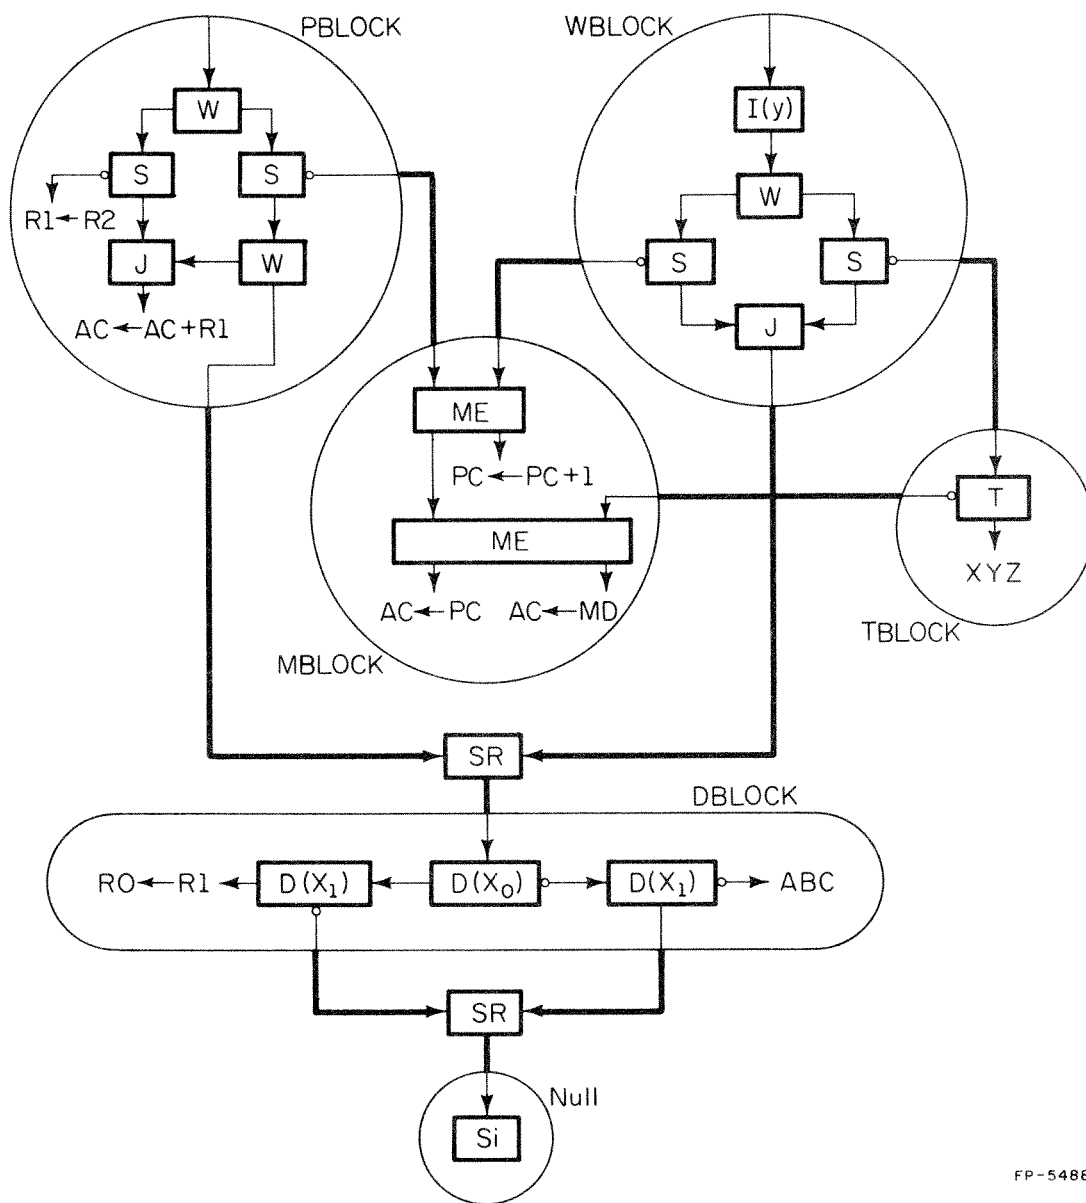 PBLOCK
WBLOCK
W
I(y)
S
S
W
R1←R2
J
W
S
S
AC←AC+R1
J
ME
PC←PC+1
T
ME
XYZ
AC←PC
AC←MD
TBLOCK
MBLOCK
SR
DBLOCK
R0←R1
D(X₁)
D(X₀)
D(X₁)
ABC
SR
Null
Si
FP-5488